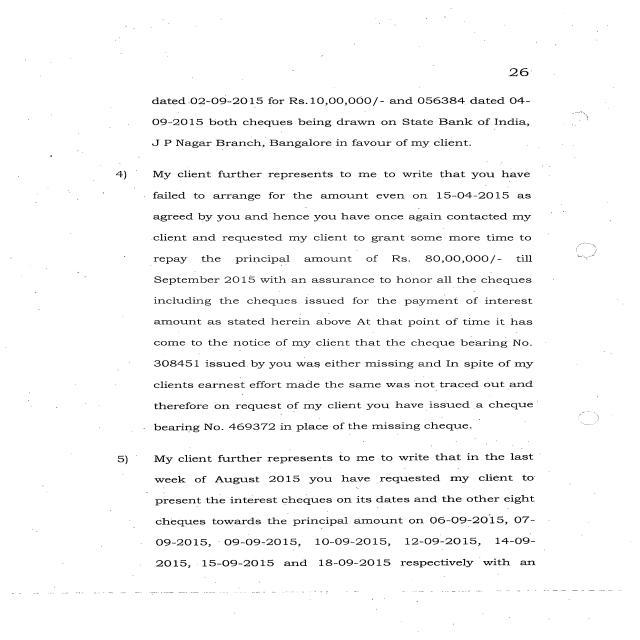 26
dated 02-09-2015 for Rs.10,00,000/- and 056384 dated 04-
09-2015 both cheques being drawn on State Bank of India,
J P Nagar Branch, Bangalore in favour of my client.
4) My client further represents to me to write that you have
failed to arrange for the amount even on 15-04-2015 as
agreed by you and hence you have once again contacted my
client and requested my client to grant some more time to
repay the principal amount of Rs. 80,00,000/- till
September 2015 with an assurance to honor all the cheques
including the cheques issued for the payment of interest
amount as stated herein above At that point of time it has
come to the notice of my client that the cheque bearing No.
308451 issued by you was either missing and In spite of my
clients earnest effort made the same was not traced out and
therefore on request of my client you have issued a cheque
bearing No. 469372 in place of the missing cheque.
5) My client further represents to me to write that in the last
week of August 2015 you have requested my client to
present the interest cheques on its dates and the other eight
cheques towards the principal amount on 06-09-2015, 07-
09-2015, 09-09-2015, 10-09-2015, 12-09-2015, 14-09-
2015, 15-09-2015 and 18-09-2015 respectively with an